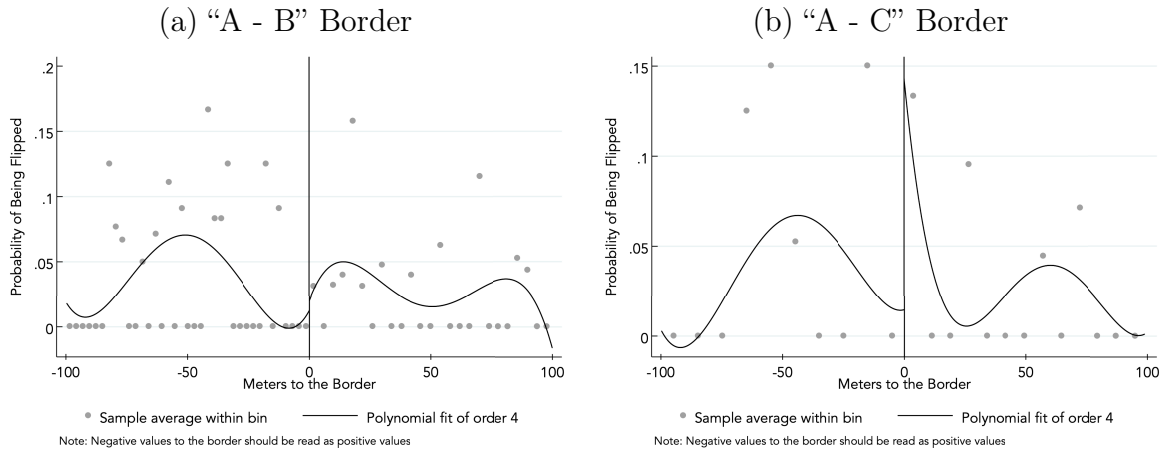 (a) “A - B” Border
Probability of Being Flipped
.2
.15
.1
.05
0
-100
-50
0
50
100
Meters to the Border
Sample average within bin
Polynomial fit of order 4
Note: Negative values to the border should be read as positive values
(b) “A - C” Border
Probability of Being Flipped
.15
.1
.05
0
-100
-50
0
50
100
Meters to the Border
Sample average within bin
Polynomial fit of order 4
Note: Negative values to the border should be read as positive values